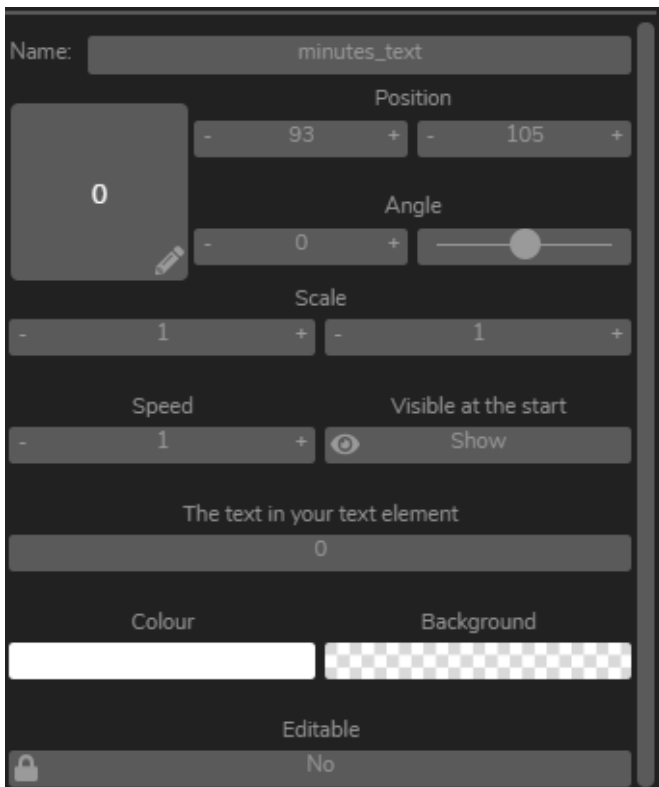 Name: minutes_text
Position
- 93 + - 105 +
0
Angle
- 0 +
Scale
- 1 + - 1 +
Speed Visible at the start
- 1 + Show
The text in your text element
0
Colour Background
Editable
No